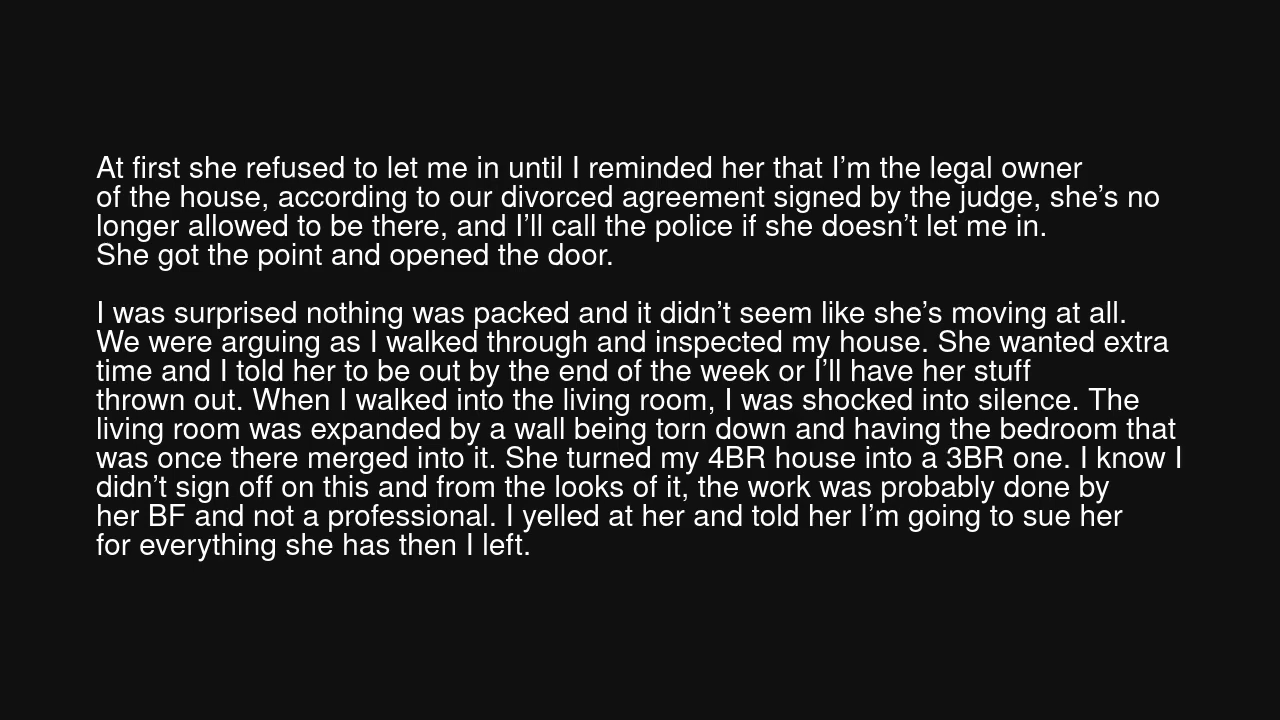 At first she refused to let me in until I reminded her that I’m the legal owner
of the house, according to our divorced agreement signed by the judge, she’s no
longer allowed to be there, and I’ll call the police if she doesn’t let me in.
She got the point and opened the door.
I was surprised nothing was packed and it didn’t seem like she’s moving at all.
We were arguing as I walked through and inspected my house. She wanted extra
time and I told her to be out by the end of the week or I’ll have her stuff
thrown out. When I walked into the living room, I was shocked into silence. The
living room was expanded by a wall being torn down and having the bedroom that
was once there merged into it. She turned my 4BR house into a 3BR one. I know I
didn’t sign off on this and from the looks of it, the work was probably done by
her BF and not a professional. I yelled at her and told her I’m going to sue her
for everything she has then I left.